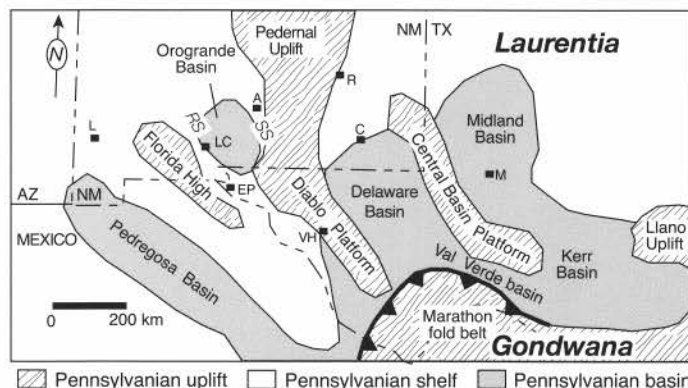 Pedernal
Uplift
NM TX
Laurentia
N
Orogrande
Basin
A
R
Midland
Basin
L
RS
SS
LC
C
Florida High
EP
Central Basin Platform
M
AZ
NM
Diablo Platform
Delaware
Basin
Llano
Uplift
MEXICO
VH
Pedregosa Basin
Kerr
Basin
Val Verde basin
0 200 km
Marathon
fold belt
Gondwana
Pennsylvanian uplift Pennsylvanian shelf Pennsylvanian basin